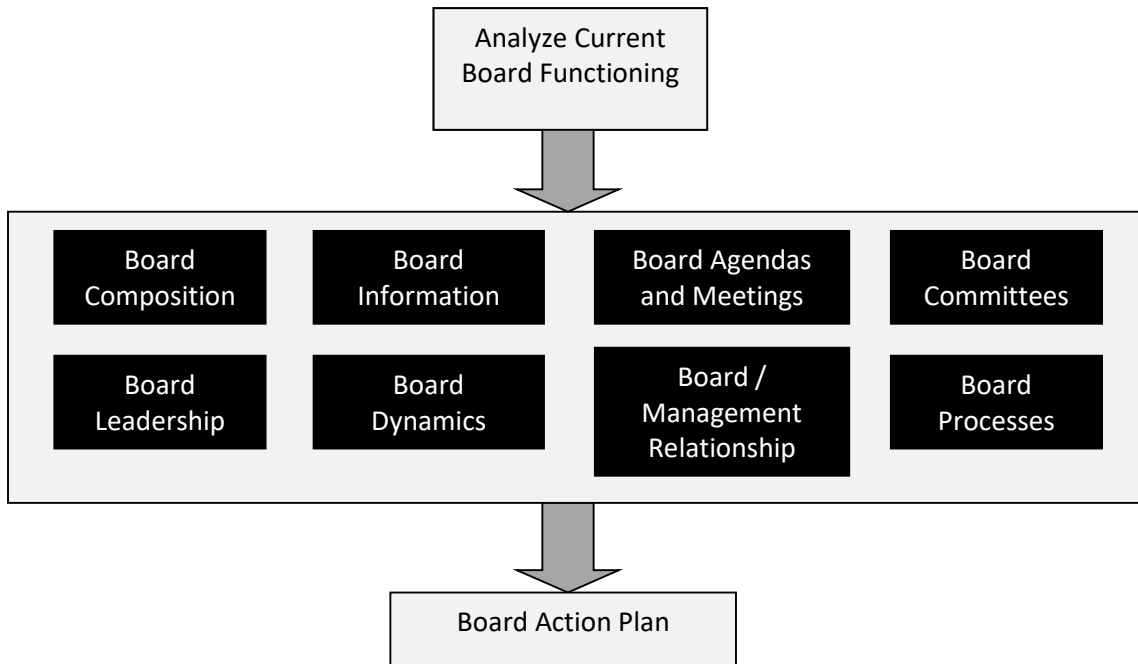 Analyze Current
Board Functioning
Board
Composition
Board
Information
Board Agendas
and Meetings
Board
Committees
Board
Leadership
Board
Dynamics
Board /
Management
Relationship
Board
Processes
Board Action Plan